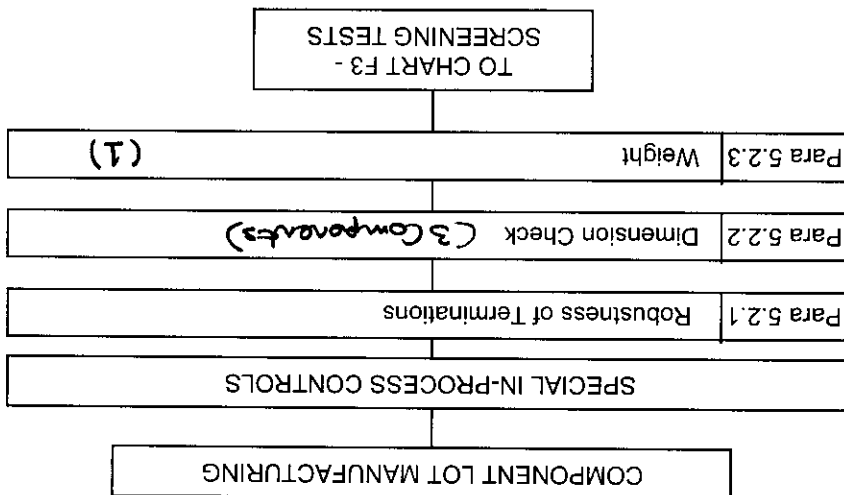 COMPONENT LOT MANUFACTURING
SPECIAL IN-PROCESS CONTROLS
Para 5.2.1 Robustness of Terminations
Para 5.2.2 Dimension Check (3 Components)
Para 5.2.3 Weight (1)
TO CHART F3 -
SCREENING TESTS